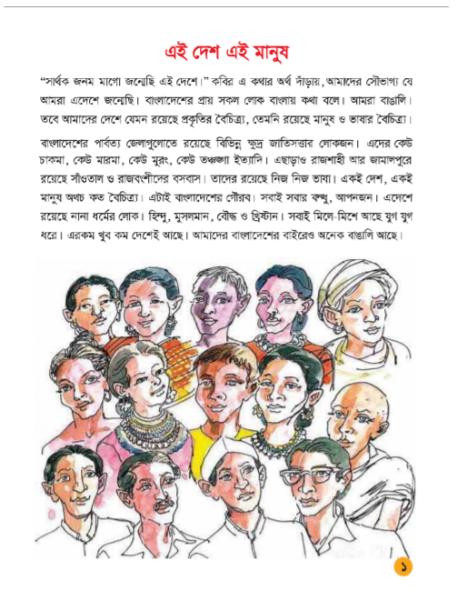 এই দেশ এই মানুষ
“সার্থক জনম মাগো জন্মেছি এই দেশে।” কবির এ কথার অর্থ দাঁড়ায়, আমাদের সৌভাগ্য যে
আমরা এদেশে জন্মেছি। বাংলাদেশের প্রায় সকল লোক বাংলায় কথা বলে। আমরা বাঙালি।
তবে আমাদের দেশে যেমন রয়েছে প্রকৃতির বৈচিত্র্য, তেমনি রয়েছে মানুষ ও ভাষার বৈচিত্র্য।
বাংলাদেশের পার্বত্য জেলাগুলোতে রয়েছে বিভিন্ন ক্ষুদ্র জাতিসত্তার লোকজন। এদের কেউ
চাকমা, কেউ মারমা, কেউ মুরং, কেউ তঞ্চঙ্গ্যা ইত্যাদি। এছাড়াও রাজশাহী আর জামালপুরে
রয়েছে সাঁওতাল ও রাজবংশীদের বসবাস। তাদের রয়েছে নিজ নিজ ভাষা। একই দেশ, একই
মানুষ অথচ কত বৈচিত্র্য। এটাই বাংলাদেশের গৌরব। সবাই সবার বন্ধু, আপনজন। এদেশে
রয়েছে নানা ধর্মের লোক। হিন্দু, মুসলমান, বৌদ্ধ ও খ্রিস্টান। সবাই মিলে-মিশে আছে যুগ যুগ
ধরে। এরকম খুব কম দেশেই আছে। আমাদের বাংলাদেশের বাইরেও অনেক বাঙালি আছে।
১